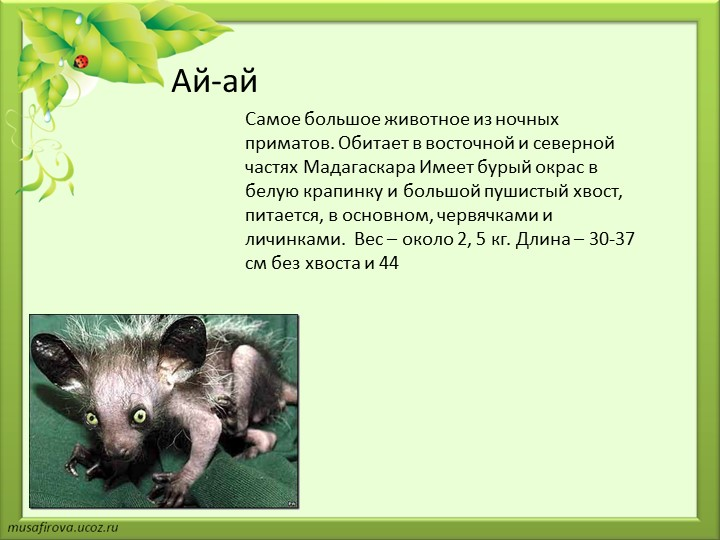 Ай-ай
Самое большое животное из ночных
приматов. Обитает в восточной и северной
частях Мадагаскара Имеет бурый окрас в
белую крапинку и большой пушистый хвост,
питается, в основном, червячками и
личинками.  Вес – около 2, 5 кг. Длина – 30-37
см без хвоста и 44
musafirova.ucoz.ru